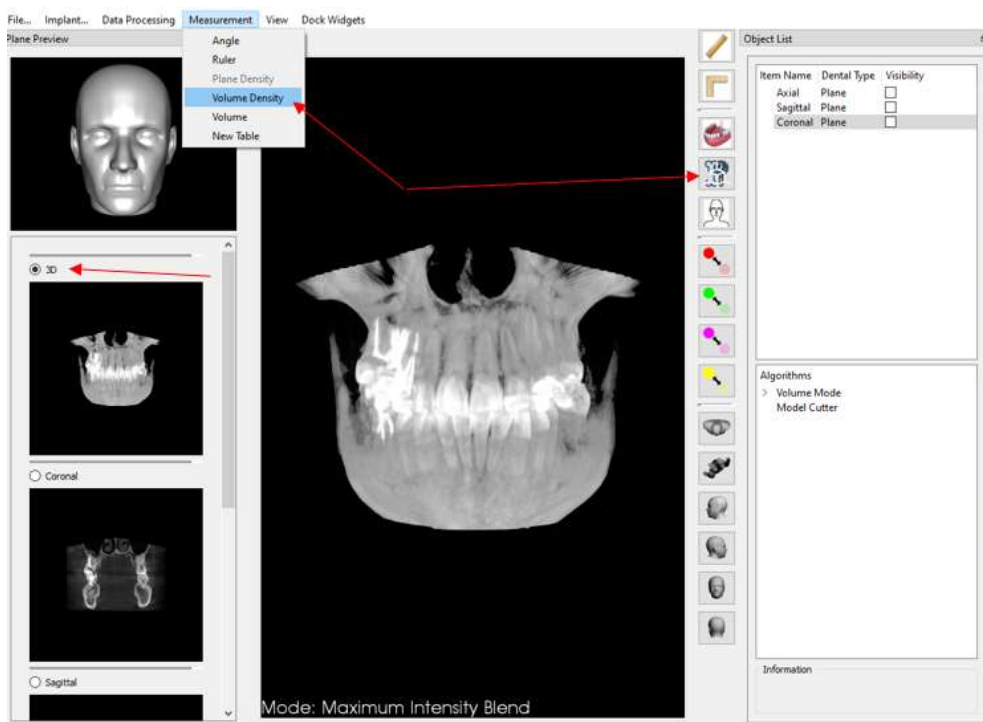 File... Implant... Data Processing Measurement View Dock Widgets
Plane Preview
Angle
Ruler
Plane Density
Volume Density
Volume
New Table
3D
Coronal
Sagittal
Mode: Maximum Intensity Blend
Object List
Item Name Dental Type Visibility
Axial Plane
Sagittal Plane
Coronal Plane
Algorithms
> Volume Mode
Model Cutter
Information